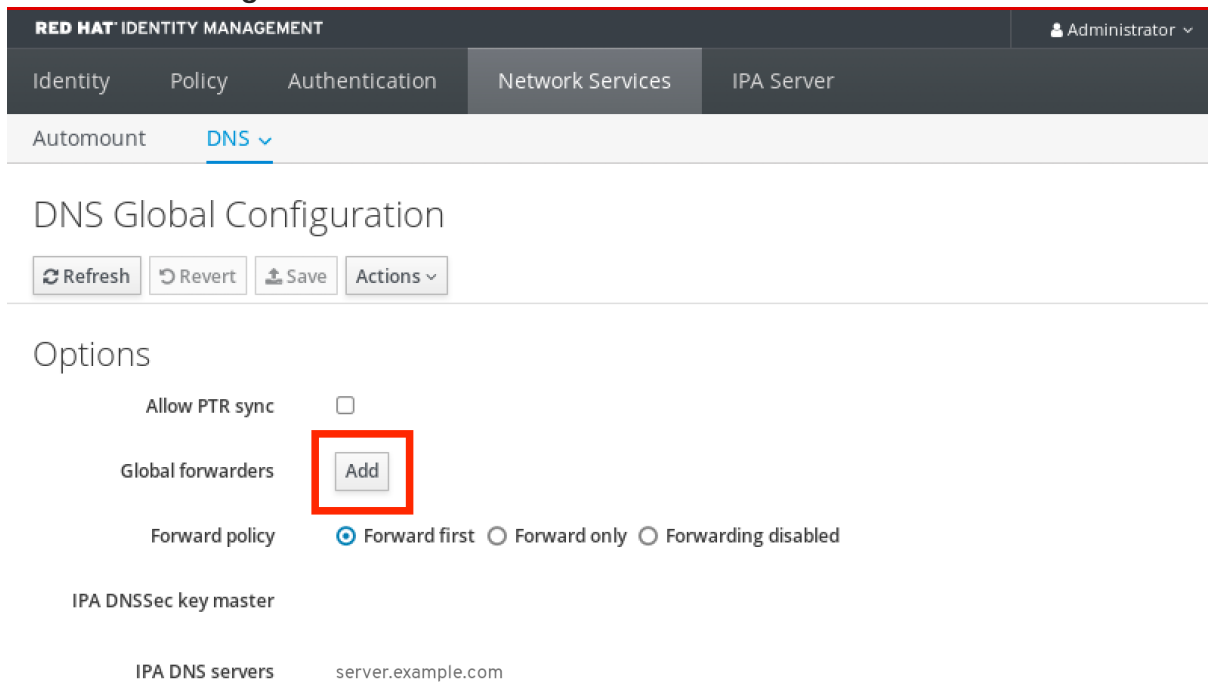 RED HAT® IDENTITY MANAGEMENT Administrator
Identity Policy Authentication Network Services IPA Server
Automount DNS
DNS Global Configuration
Refresh Revert Save Actions
Options
Allow PTR sync
Global forwarders Add
Forward policy Forward first Forward only Forwarding disabled
IPA DNSSec key master
IPA DNS servers server.example.com